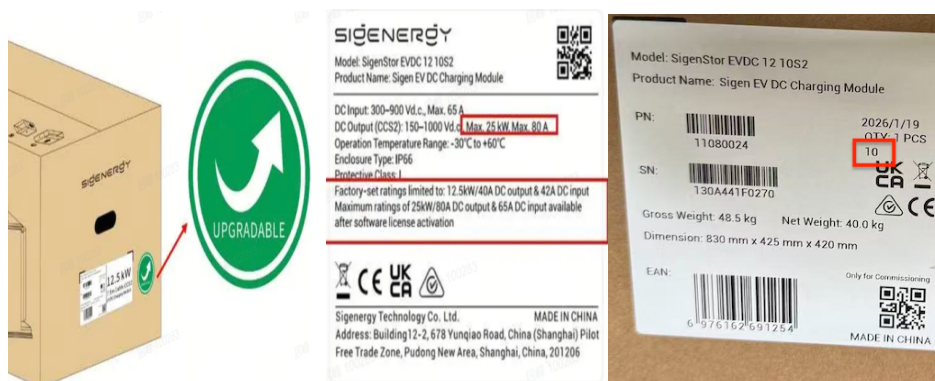 SIGENERGY
UPGRADABLE
12.5kW
SIGENERGY
Model: SigenStor EVDC 12 10S2
Product Name: Sigen EV DC Charging Module
DC Input: 300–900 Vd.c., Max. 65 A
DC Output (CCS2): 150–1000 Vd.c., Max. 25 kW, Max. 80 A
Operation Temperature Range: -30°C to +60°C
Enclosure Type: IP66
Protective Class: I
Factory-set ratings limited to: 12.5kW/40A DC output & 42A DC input
Maximum ratings of 25kW/80A DC output & 65A DC input available
after software license activation
CE UK CA
Sigenergy Technology Co. Ltd. MADE IN CHINA
Address: Building12-2, 678 Yunqiao Road, China (Shanghai) Pilot
Free Trade Zone, Pudong New Area, Shanghai, China, 201206
Model: SigenStor EVDC 12 10S2
Product Name: Sigen EV DC Charging Module
PN:
11080024
2026/1/19
QTY: 1 PCS
10
SN:
130A441F0270
UK CA
CE
Gross Weight: 48.5 kg Net Weight: 40.0 kg
Dimension: 830 mm x 425 mm x 420 mm
EAN:
6 976162 691254
Only for Commissioning
MADE IN CHINA